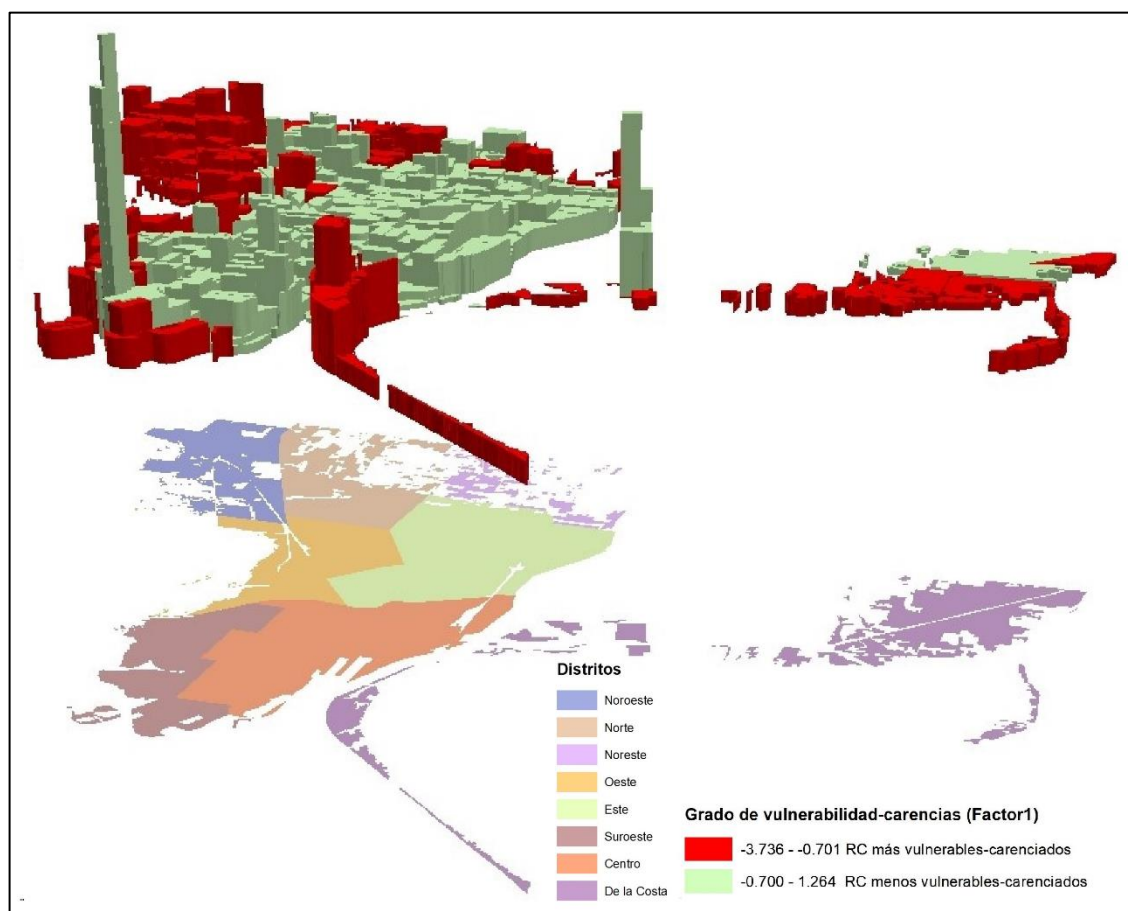 Distritos
Noroeste
Norte
Noreste
Oeste
Este
Suroeste
Centro
De la Costa
Grado de vulnerabilidad-carencias (Factor1)
-3.736 - -0.701 RC más vulnerables-carenciados
-0.700 - 1.264 RC menos vulnerables-carenciados